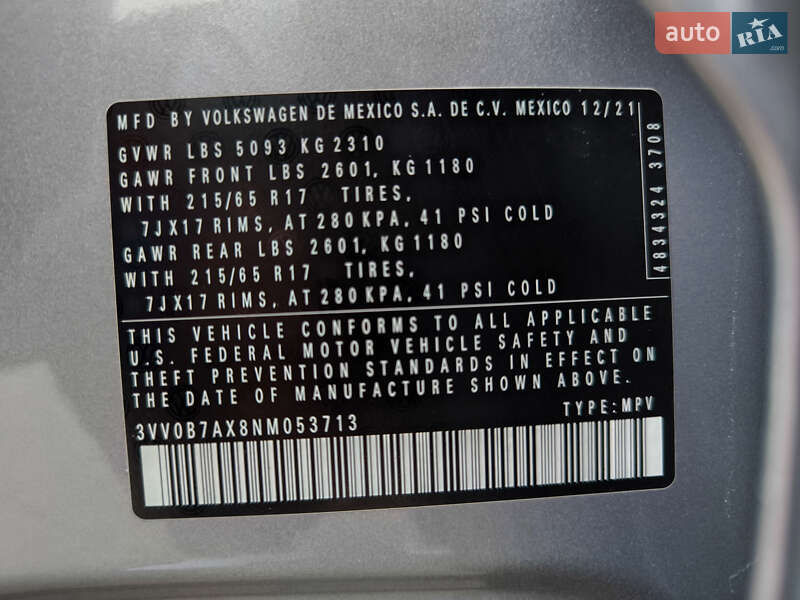 auto RIA.com
MFD BY VOLKSWAGEN DE MEXICO S.A. DE C.V. MEXICO 12/21
GVWR LBS 5093 KG 2310
GAWR FRONT LBS 2601, KG 1180
WITH 215/65 R17 TIRES,
7JX17 RIMS, AT 280 KPA, 41 PSI COLD
GAWR REAR LBS 2601, KG 1180
WITH 215/65 R17 TIRES,
7JX17 RIMS, AT 280 KPA, 41 PSI COLD
4834324 3708
THIS VEHICLE CONFORMS TO ALL APPLICABLE
U.S. FEDERAL MOTOR VEHICLE SAFETY AND
THEFT PREVENTION STANDARDS IN EFFECT ON
THE DATE OF MANUFACTURE SHOWN ABOVE.
3VV0B7AX8NM053713 TYPE: MPV